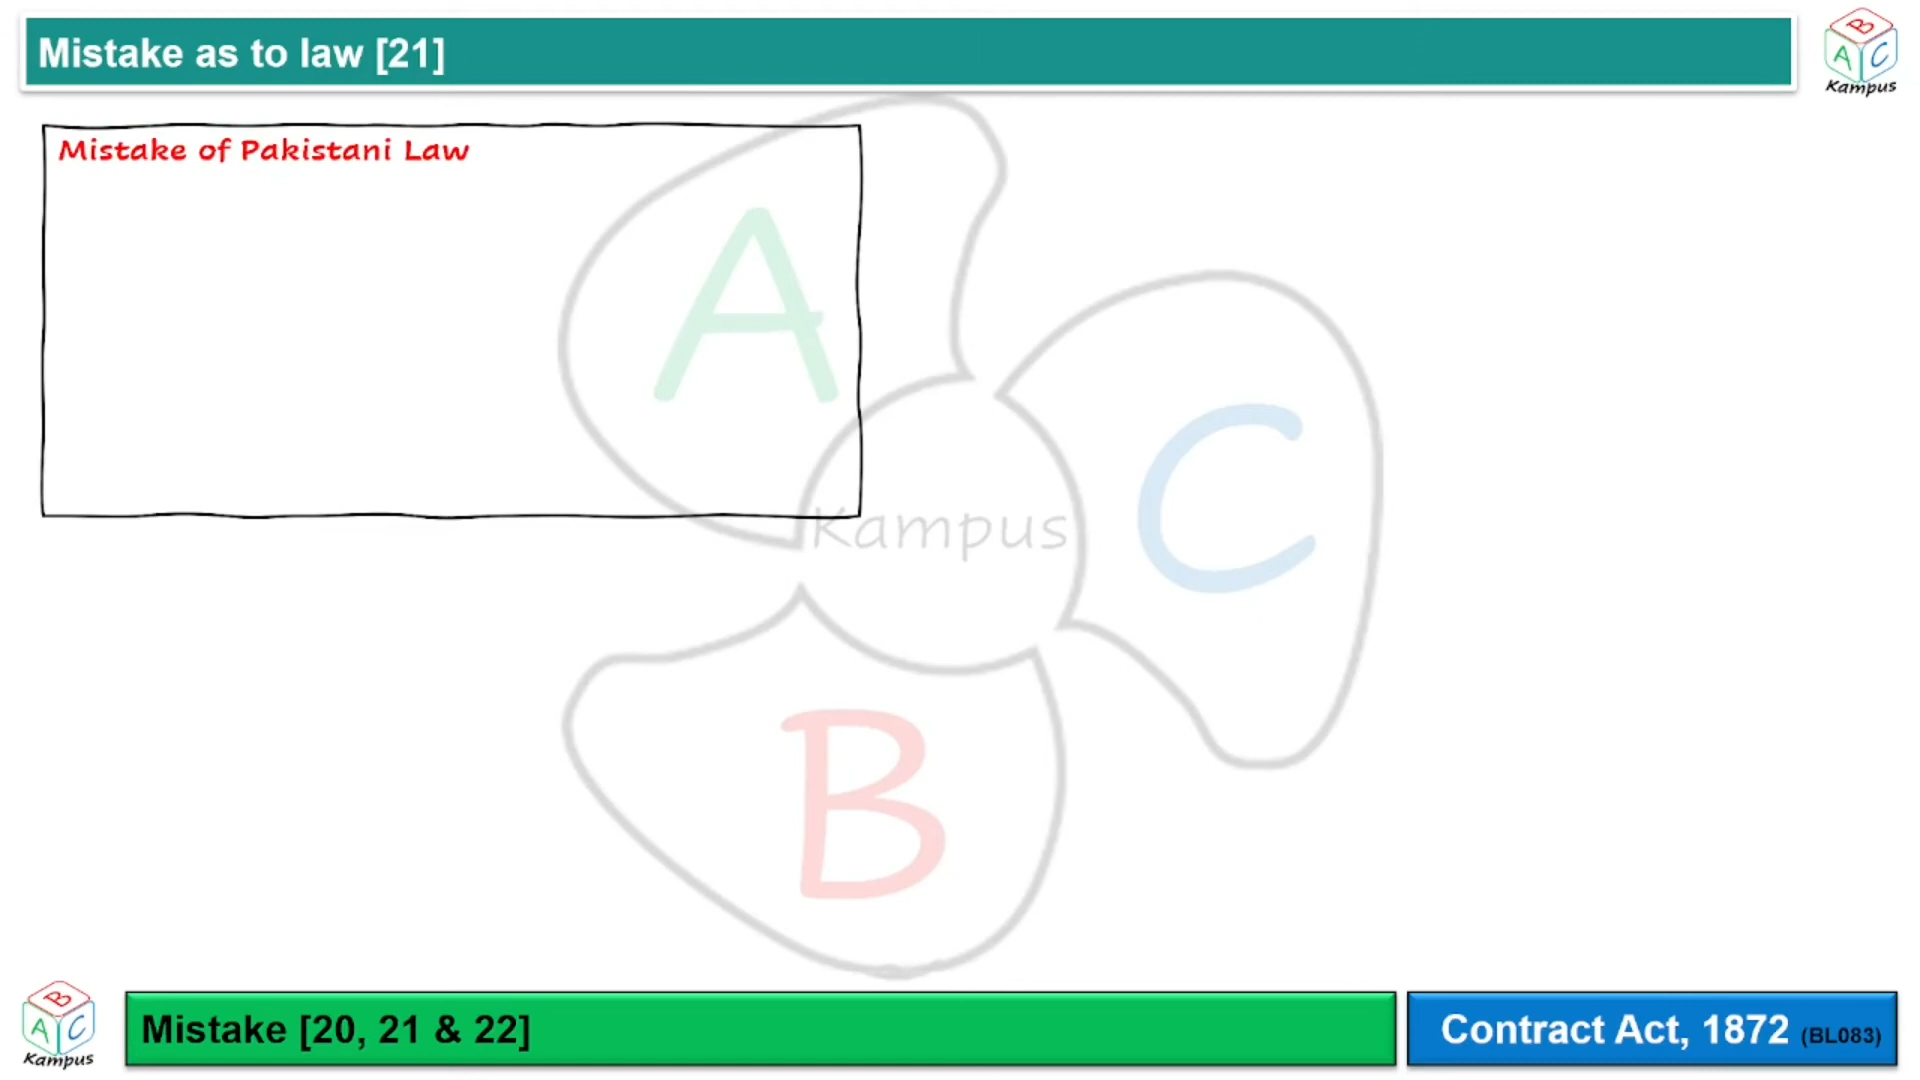 Mistake as to law [21]
B
A C
Kampus
Mistake of Pakistani Law
A
C
Kampus
B
B
A C
Kampus
Mistake [20, 21 & 22]
Contract Act, 1872 (BL083)